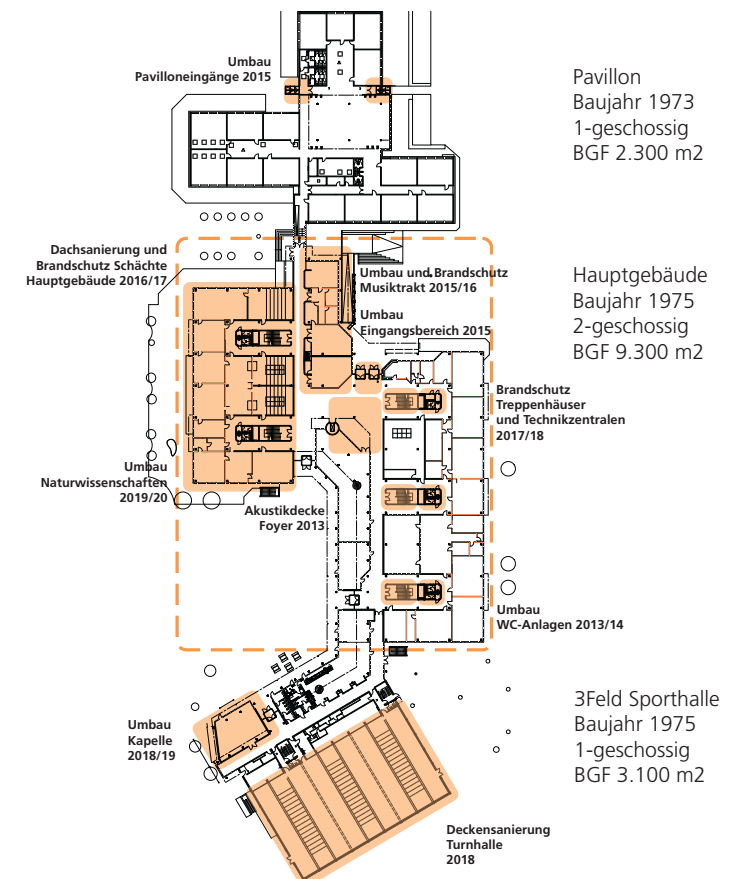 Umbau
Pavilloneingänge 2015
Pavillon
Baujahr 1973
1-geschossig
BGF 2.300 m2
Dachsanierung und
Brandschutz Schächte
Hauptgebäude 2016/17
Umbau und Brandschutz
Musiktrakt 2015/16
Umbau
Eingangsbereich 2015
Hauptgebäude
Baujahr 1975
2-geschossig
BGF 9.300 m2
Brandschutz
Treppenhäuser
und Technikzentralen
2017/18
Umbau
Naturwissenschaften
2019/20
Akustikdecke
Foyer 2013
Umbau
WC-Anlagen 2013/14
Umbau
Kapelle
2018/19
3Feld Sporthalle
Baujahr 1975
1-geschossig
BGF 3.100 m2
Deckensanierung
Turnhalle
2018